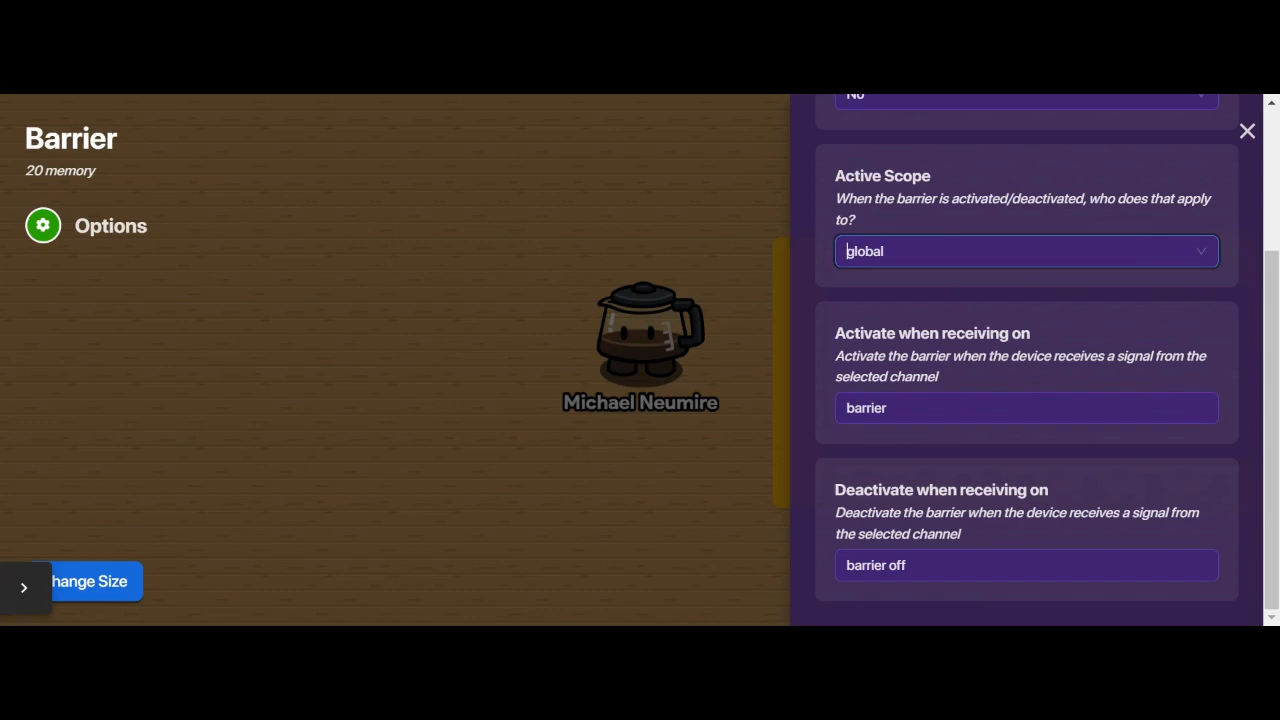 Barrier
20 memory
Options
Michael Neumire
hange Size
No
Active Scope
When the barrier is activated/deactivated, who does that apply
to?
global
Activate when receiving on
Activate the barrier when the device receives a signal from the
selected channel
barrier
Deactivate when receiving on
Deactivate the barrier when the device receives a signal from
the selected channel
barrier off